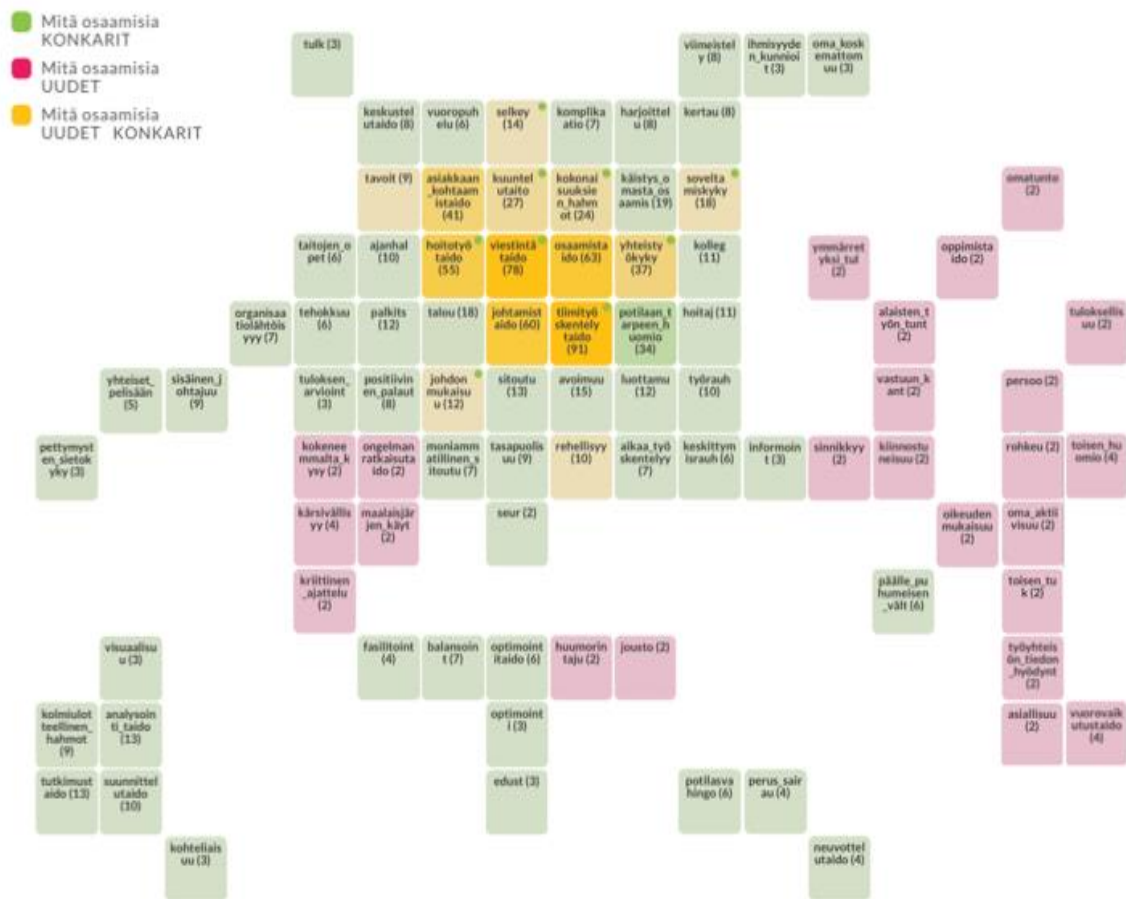 Mitä osaamisia
KONKARIT
Mitä osaamisia
UUDET
Mitä osaamisia
UUDET KONKARIT
tulk (3)
viimeistel
y (8)
ihmisyyde
n_kunnioi
t (3)
oma_kosk
emattom
uu (3)
keskustel
utaido (8)
vuoropuh
elu (6)
selkey
(14)
komplika
atio (7)
harjoittel
u (8)
kertau (8)
tavoit (9)
asiakkaan
_kohtaam
istaido
(41)
kuuntel
utaito
(27)
kokonai
suuksie
n_hahm
ot (24)
käistys_o
masta_os
aamis (19)
sovelta
miskyky
(18)
omatunto
(2)
taitojen_o
pet (6)
ajanhal
(10)
hoitotyö
taido
(55)
viestintä
taido
(78)
osaamista
ido (63)
yhteisty
ökyky
(37)
kolleg
(11)
ymmärret
yksi_tul
(2)
oppimista
ido (2)
organisaa
tiolähtöis
yyy (7)
tehokkuu
(6)
palkits
(12)
talou (18)
johtamist
aido (60)
tiimityö
skentely
taido
(91)
potilaan_t
arpeen_h
uomio
(34)
hoitaj (11)
alaisten_t
yön_tunt
(2)
tuloksellі
suu (2)
yhteiset_
pelisään
(5)
sisäinen_j
ohtajuu
(9)
tuloksen_
arvioint
(3)
positiivin
en_palaut
(8)
johdon
mukaisu
u (12)
sitoutu
(13)
avoimuu
(15)
luottamu
(12)
työrauh
(10)
vastuun_k
ant (2)
persoo (2)
pettymyst
en_sietok
yky (3)
kokenee
mmalta_k
ysy (2)
ongelman
ratkaisuta
ido (2)
moniamm
atillinen_s
itoutu (7)
tasapuolis
uu (9)
rehellisyy
(10)
aikaa_työ
skentelyy
(7)
keskittym
israuh (6)
informoin
t (3)
sinnikkyy
(2)
kiinnostu
neisuu (2)
rohkeu (2)
toisen_hu
omio (4)
kärsivällі
syy (4)
maalaisjär
jen_käyt
(2)
seur (2)
oikeuden
mukaisuu
(2)
oma_aktii
visuu (2)
kriittinen
_ajattelu
(2)
päälle_pu
humeisen
_vält (6)
toisen_tu
k (2)
visuaalisu
u (3)
fasilitoint
(4)
balansoin
t (7)
optimoint
itaido (6)
huumorin
taju (2)
jousto (2)
työyhteis
ön_tiedon
_hyödynt
(2)
kolmiulot
teellinen_
hahmot
(9)
analysoin
ti_taido
(13)
optimoint
i (3)
asiallisuu
(2)
vuorovaik
utustaido
(4)
tutkimust
aido (13)
suunnittel
utaido
(10)
edust (3)
potilasva
hingo (6)
perus_sair
au (4)
kohteliais
uu (3)
neuvottel
utaido (4)